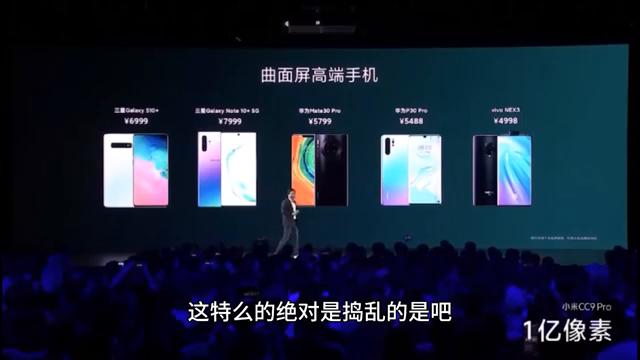 曲面屏高端手机
三星Galaxy S10+
¥6999
三星Galaxy Note 10+ 5G
¥7999
华为Mate30 Pro
¥5799
华为P30 Pro
¥5488
vivo NEX3
¥4998
这特么的绝对是捣乱的是吧
小米CC9 Pro
1亿像素